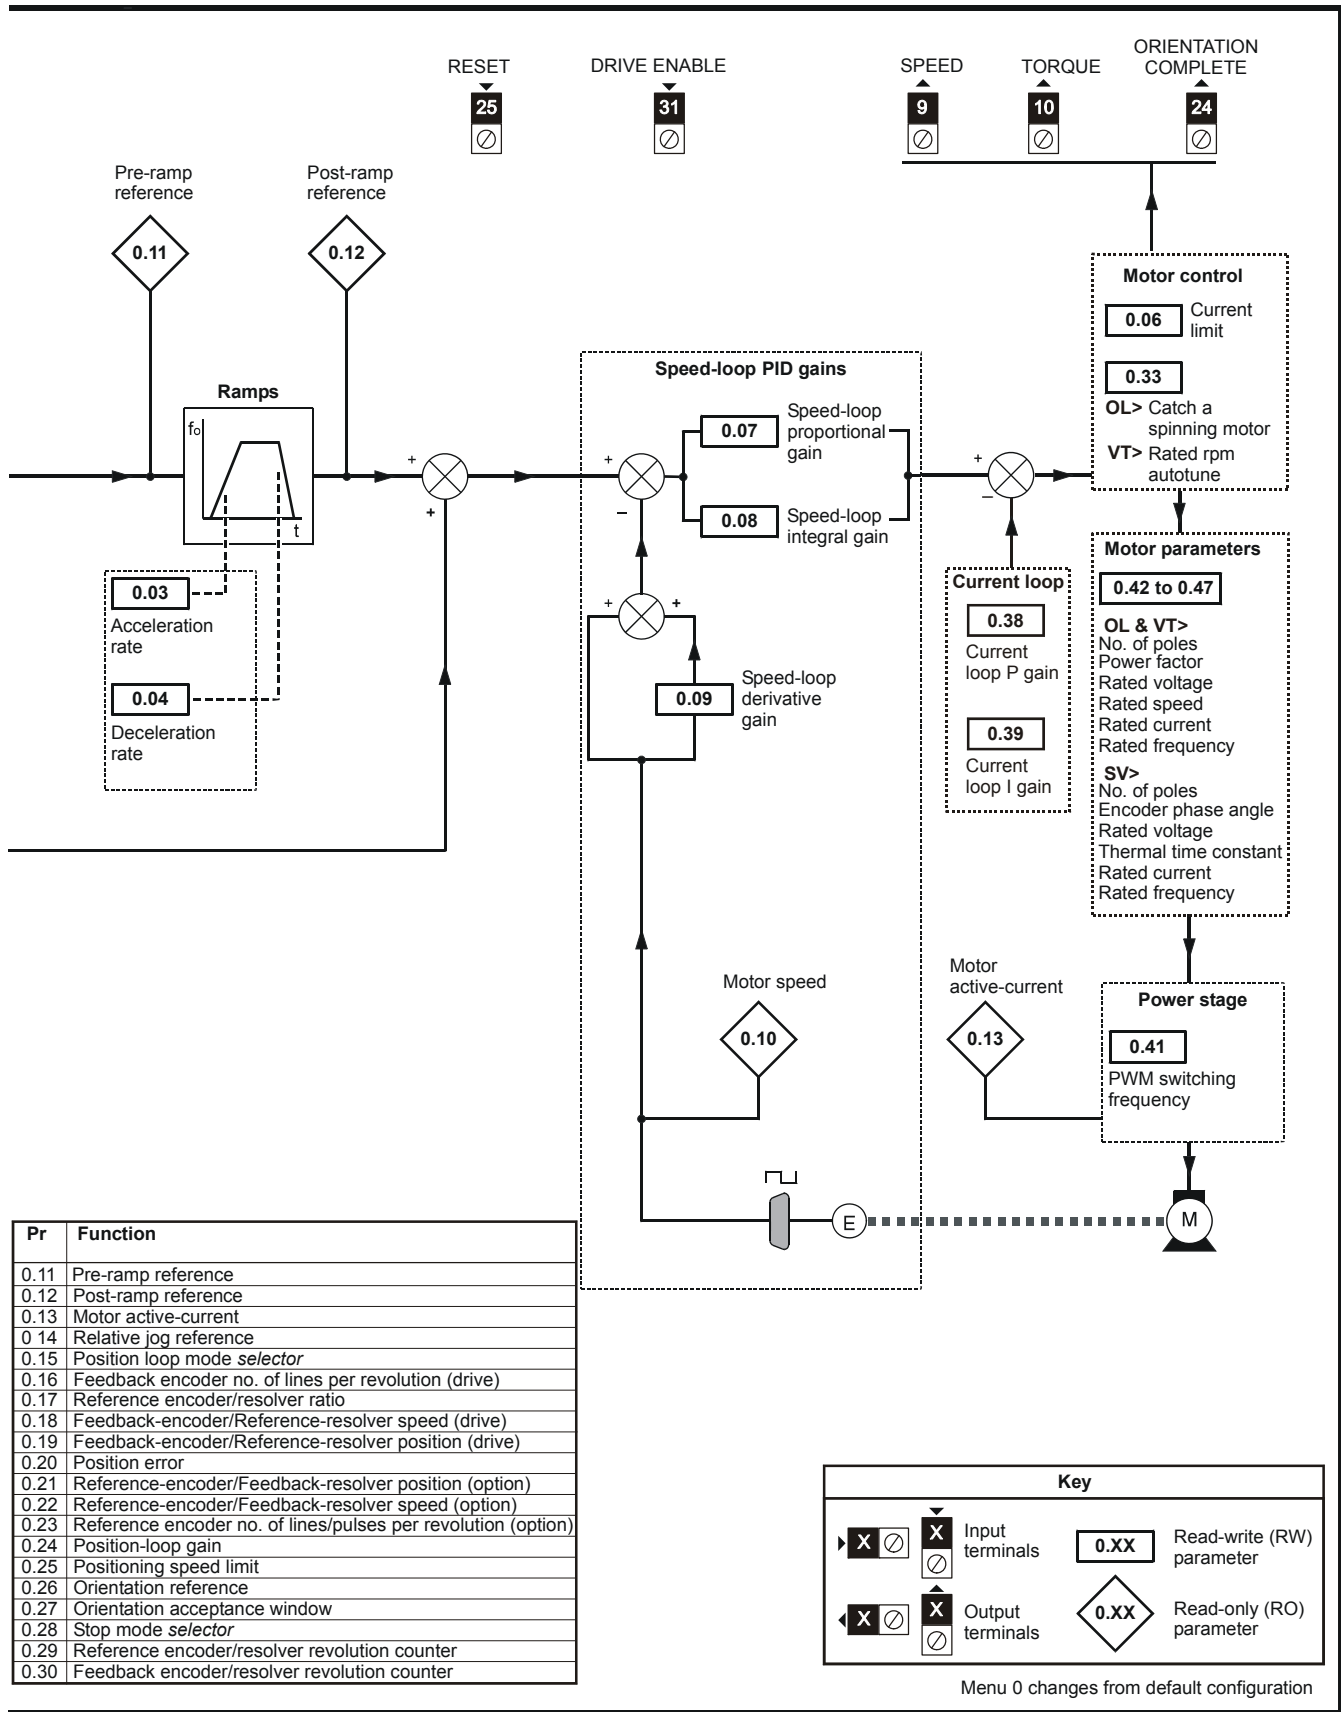 RESET
DRIVE ENABLE
SPEED
TORQUE
ORIENTATION
COMPLETE
25
31
9
10
24
Pre-ramp
reference
0.11
Post-ramp
reference
0.12
Ramps
fo
t
0.03
Acceleration
rate
0.04
Deceleration
rate
+
+
Speed-loop PID gains
+
–
0.07
Speed-loop
proportional
gain
0.08
Speed-loop
integral gain
+
+
0.09
Speed-loop
derivative
gain
+
–
Current loop
0.38
Current
loop P gain
0.39
Current
loop I gain
Motor control
0.06
Current
limit
0.33
OL> Catch a
spinning motor
VT> Rated rpm
autotune
Motor parameters
0.42 to 0.47
OL & VT>
No. of poles
Power factor
Rated voltage
Rated speed
Rated current
Rated frequency
SV>
No. of poles
Encoder phase angle
Rated voltage
Thermal time constant
Rated current
Rated frequency
Motor speed
0.10
Motor
active-current
0.13
Power stage
0.41
PWM switching
frequency
E
M
Pr Function
0.11 Pre-ramp reference
0.12 Post-ramp reference
0.13 Motor active-current
0 14 Relative jog reference
0.15 Position loop mode selector
0.16 Feedback encoder no. of lines per revolution (drive)
0.17 Reference encoder/resolver ratio
0.18 Feedback-encoder/Reference-resolver speed (drive)
0.19 Feedback-encoder/Reference-resolver position (drive)
0.20 Position error
0.21 Reference-encoder/Feedback-resolver position (option)
0.22 Reference-encoder/Feedback-resolver speed (option)
0.23 Reference encoder no. of lines/pulses per revolution (option)
0.24 Position-loop gain
0.25 Positioning speed limit
0.26 Orientation reference
0.27 Orientation acceptance window
0.28 Stop mode selector
0.29 Reference encoder/resolver revolution counter
0.30 Feedback encoder/resolver revolution counter
Key
X
X
Input
terminals
0.XX
Read-write (RW)
parameter
X
X
Output
terminals
0.XX
Read-only (RO)
parameter
Menu 0 changes from default configuration